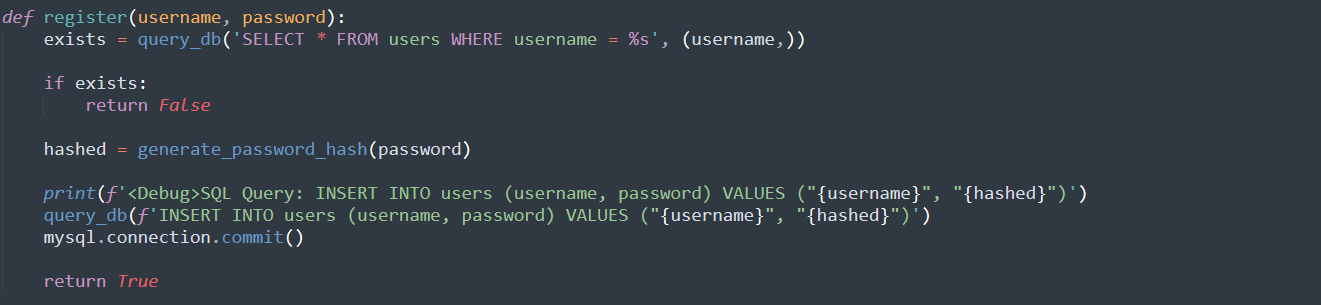 def register(username, password):
    exists = query_db('SELECT * FROM users WHERE username = %s', (username,))
    if exists:
        return False
    hashed = generate_password_hash(password)
    print(f'<Debug>SQL Query: INSERT INTO users (username, password) VALUES ("{username}", "{hashed}")')
    query_db(f'INSERT INTO users (username, password) VALUES ("{username}", "{hashed}")')
    mysql.connection.commit()
    return True